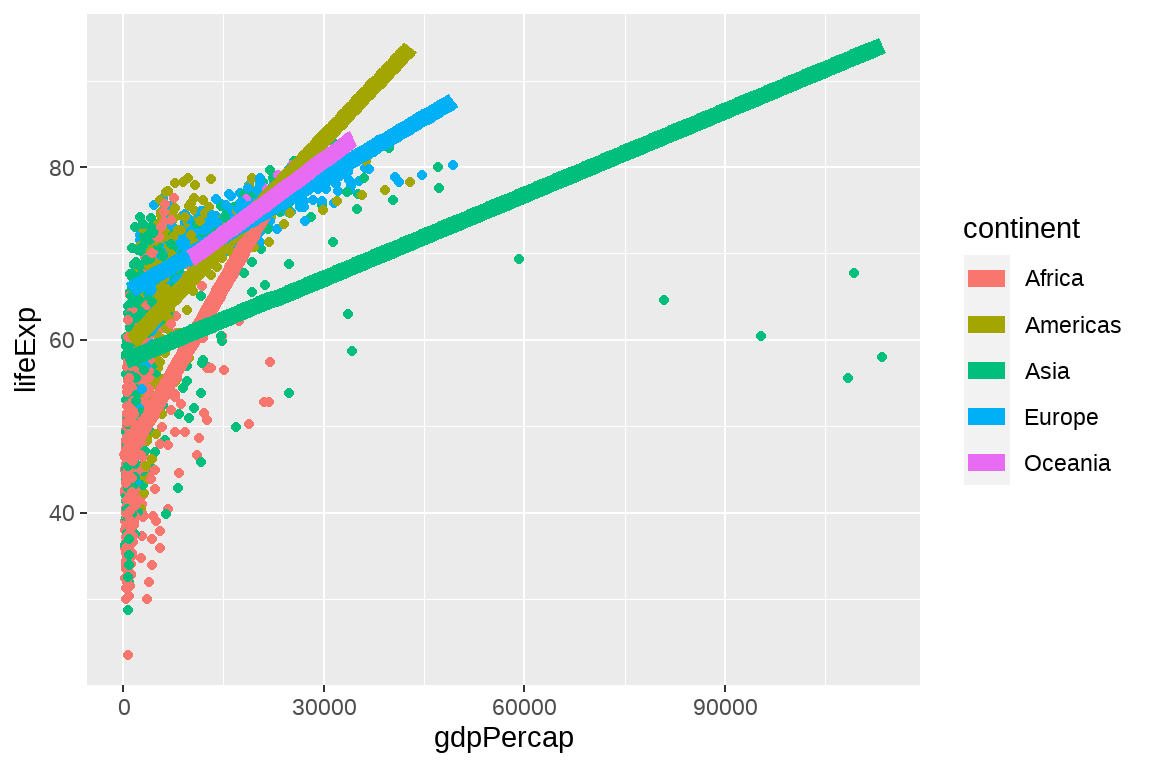 80
60
40
lifeExp
0 30000 60000 90000
gdpPercap
continent
Africa
Americas
Asia
Europe
Oceania